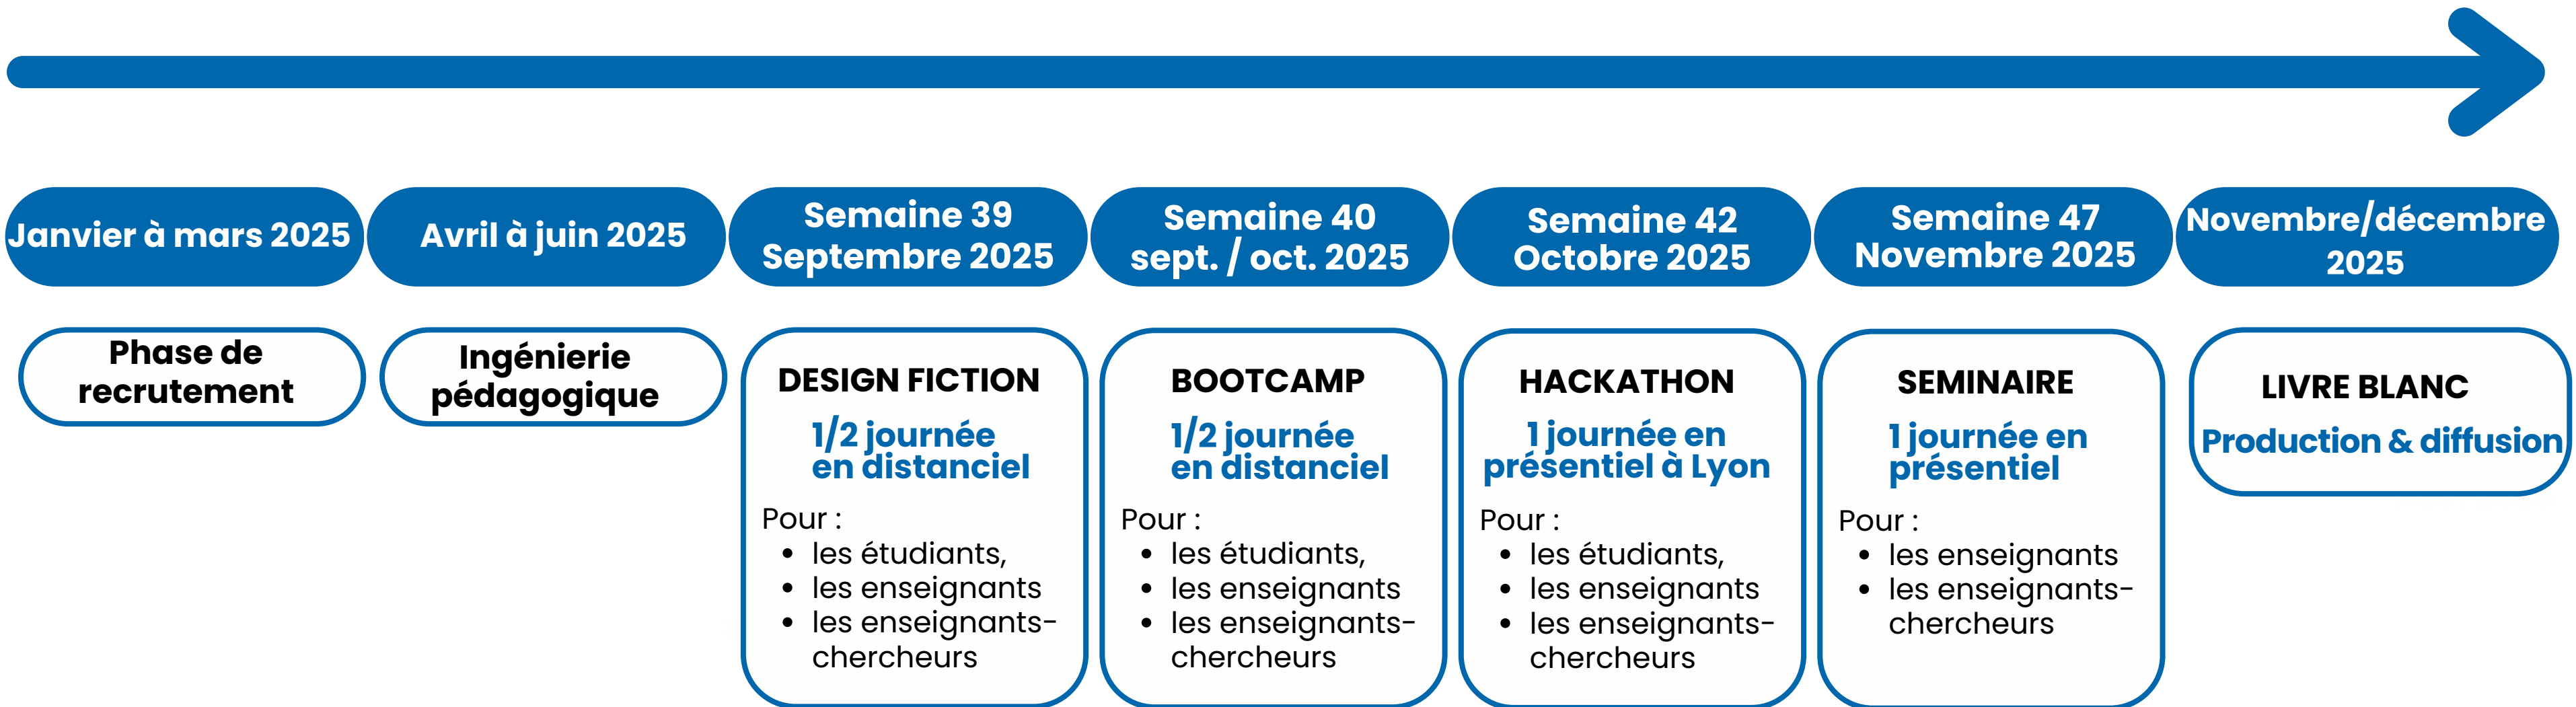 Janvier à mars 2025
Phase de
recrutement
Avril à juin 2025
Ingénierie
pédagogique
Semaine 39
Septembre 2025
DESIGN FICTION
1/2 journée
en distanciel
Pour :
• les étudiants,
• les enseignants
• les enseignants-
chercheurs
Semaine 40
sept. / oct. 2025
BOOTCAMP
1/2 journée
en distanciel
Pour :
• les étudiants,
• les enseignants
• les enseignants-
chercheurs
Semaine 42
Octobre 2025
HACKATHON
1 journée en
présentiel à Lyon
Pour :
• les étudiants,
• les enseignants
• les enseignants-
chercheurs
Semaine 47
Novembre 2025
SEMINAIRE
1 journée en
présentiel
Pour :
• les enseignants
• les enseignants-
chercheurs
Novembre/décembre
2025
LIVRE BLANC
Production & diffusion